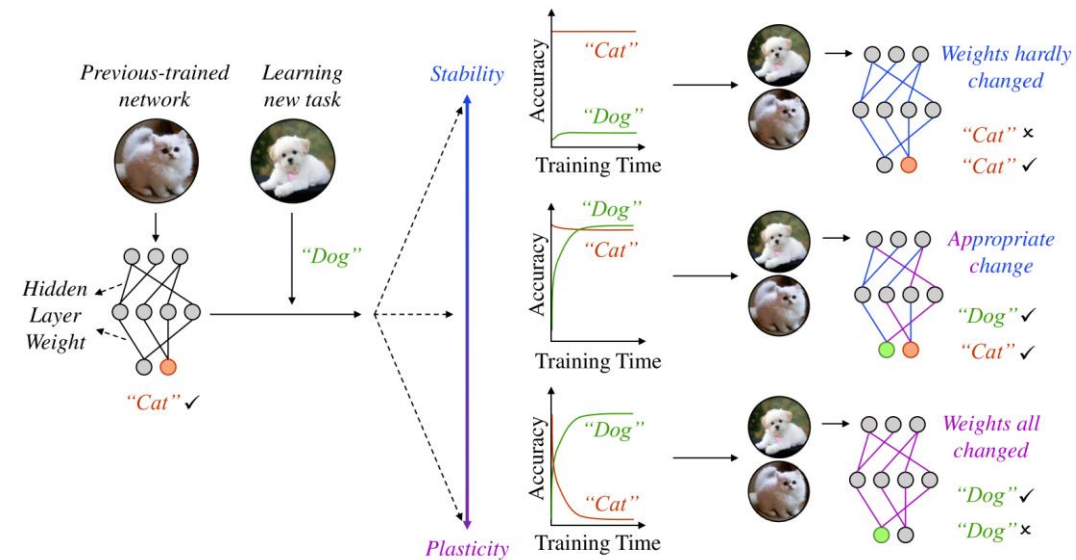 Previous-trained
network
Learning
new task
“Dog”
Hidden
Layer
Weight
“Cat” ✓
Stability
Plasticity
Accuracy
“Cat”
“Dog”
Training Time
Weights hardly
changed
“Cat” ×
“Cat” ✓
Accuracy
“Dog”
“Cat”
Training Time
Appropriate
change
“Dog” ✓
“Cat” ✓
Accuracy
“Dog”
“Cat”
Training Time
Weights all
changed
“Dog” ✓
“Dog” ×